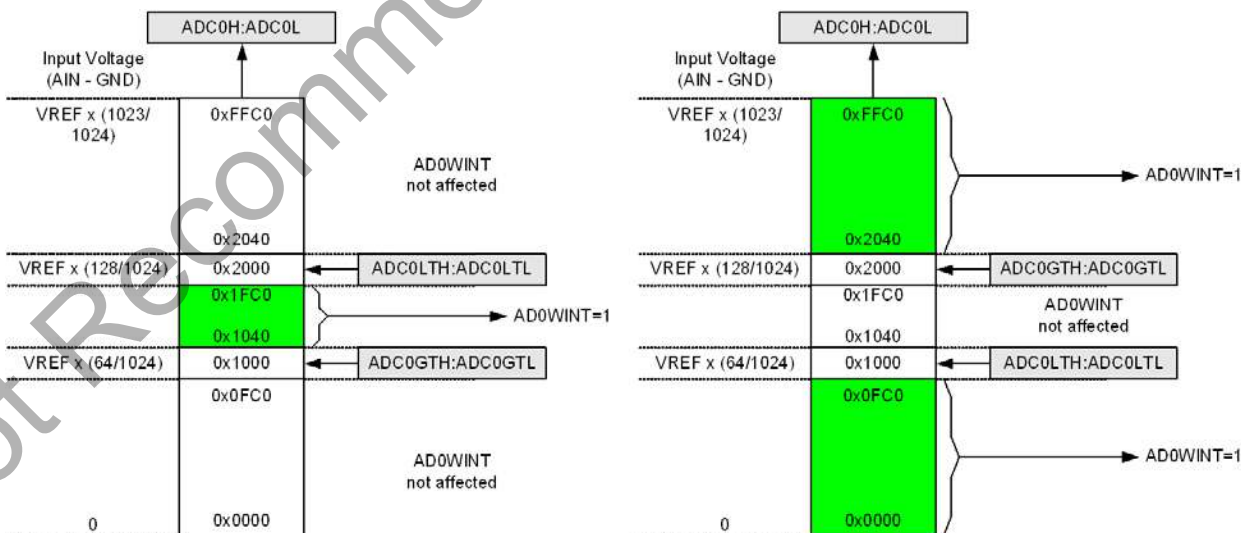 ADC0H:ADC0L
Input Voltage
(AIN - GND)
VREF x (1023/
1024)
0xFFC0
AD0WINT
not affected
0x2040
VREF x (128/1024)
0x2000
ADC0LTH:ADC0LTL
0x1FC0
AD0WINT=1
0x1040
VREF x (64/1024)
0x1000
ADC0GTH:ADC0GTL
0x0FC0
AD0WINT
not affected
0
0x0000
ADC0H:ADC0L
Input Voltage
(AIN - GND)
VREF x (1023/
1024)
0xFFC0
AD0WINT=1
0x2040
VREF x (128/1024)
0x2000
ADC0GTH:ADC0GTL
0x1FC0
AD0WINT
not affected
0x1040
VREF x (64/1024)
0x1000
ADC0LTH:ADC0LTL
0x0FC0
AD0WINT=1
0
0x0000